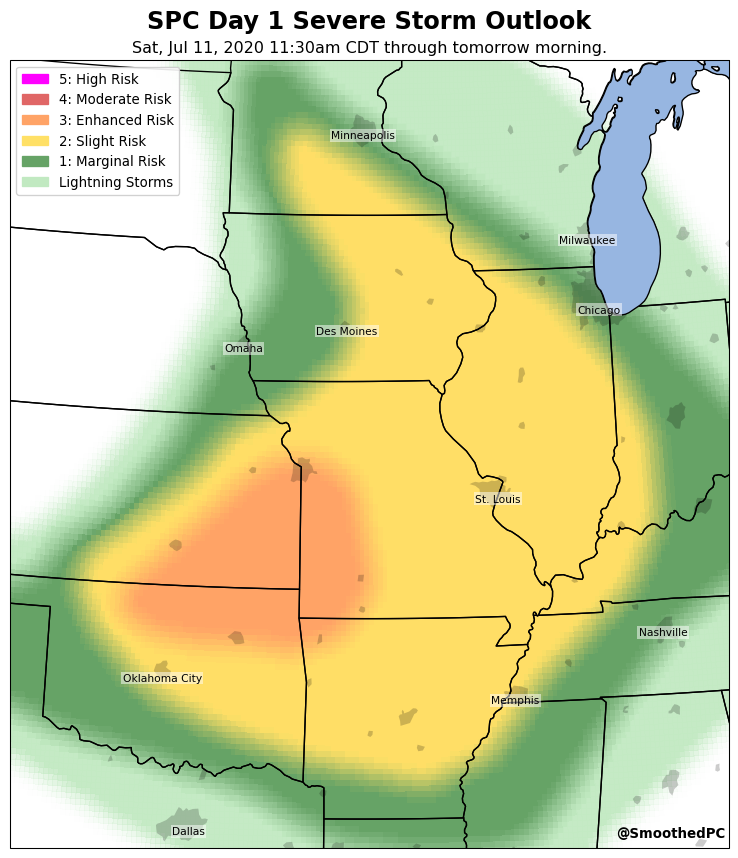 SPC Day 1 Severe Storm Outlook
Sat, Jul 11, 2020 11:30am CDT through tomorrow morning.
5: High Risk
4: Moderate Risk
3: Enhanced Risk
2: Slight Risk
1: Marginal Risk
Lightning Storms
Minneapolis
Milwaukee
Chicago
Des Moines
Omaha
St. Louis
Nashville
Oklahoma City
Memphis
Dallas
@SmoothedPC